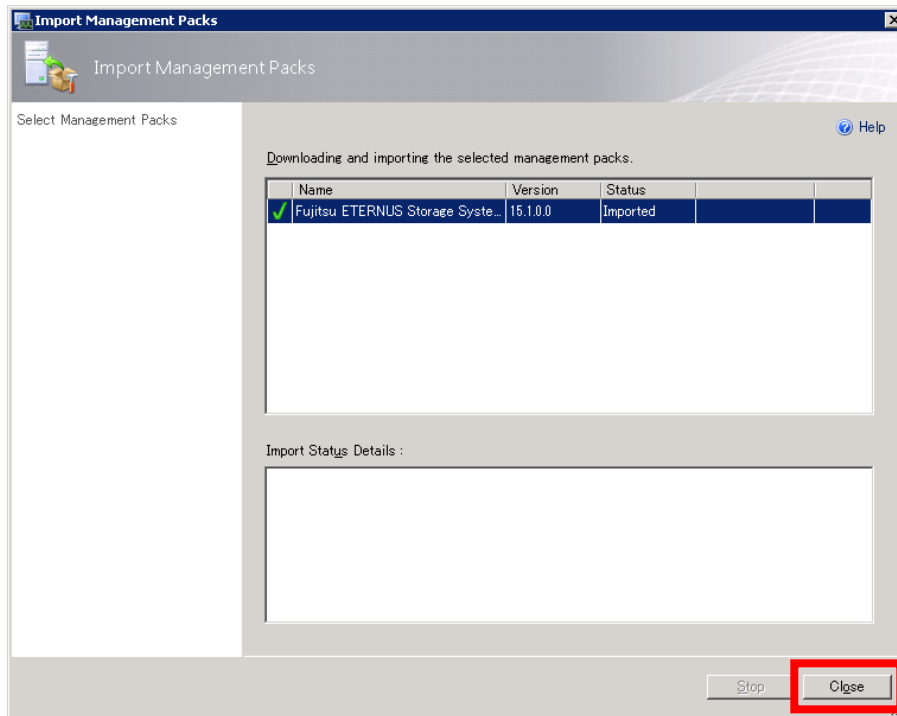 Import Management Packs
Import Management Packs
Select Management Packs
Help
Downloading and importing the selected management packs.
Name Version Status
Fujitsu ETERNUS Storage Syste... 15.1.0.0 Imported
Import Status Details :
Stop Close